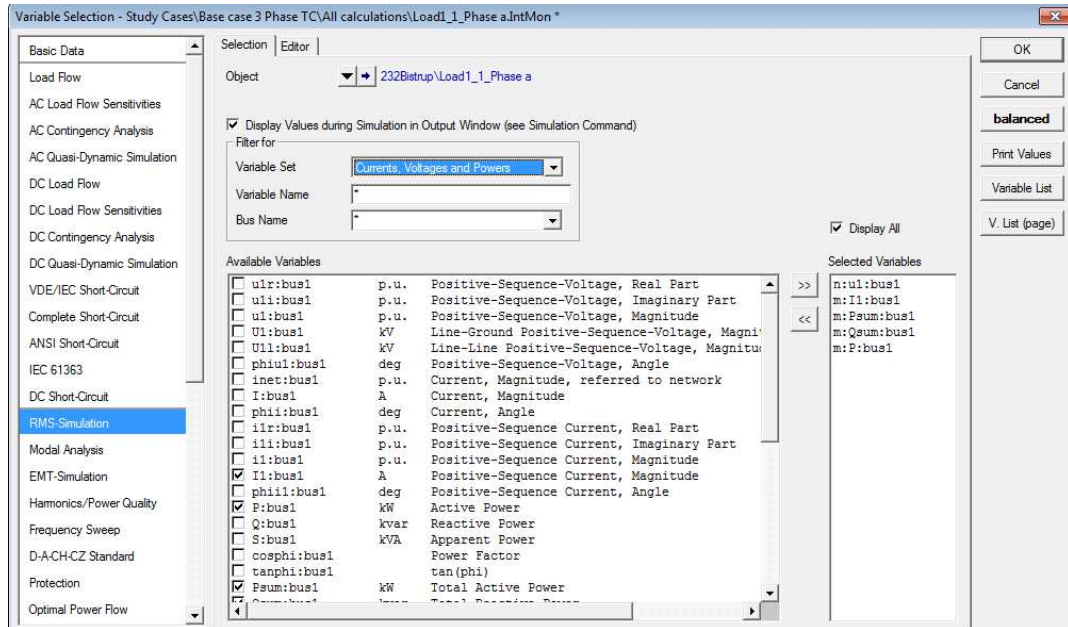 Variable Selection - Study Cases\Base case 3 Phase TC\All calculations\Load1_1_Phase a.IntMon *
Basic Data
Load Flow
AC Load Flow Sensitivities
AC Contingency Analysis
AC Quasi-Dynamic Simulation
DC Load Flow
DC Load Flow Sensitivities
DC Contingency Analysis
DC Quasi-Dynamic Simulation
VDE/IEC Short-Circuit
Complete Short-Circuit
ANSI Short-Circuit
IEC 61363
DC Short-Circuit
RMS-Simulation
Modal Analysis
EMT-Simulation
Harmonics/Power Quality
Frequency Sweep
D-A-CH-CZ Standard
Protection
Optimal Power Flow
Selection Editor
Object 232Bistrup\Load1_1_Phase a
Display Values during Simulation in Output Window (see Simulation Command)
Filter for
Variable Set Currents, Voltages and Powers
Variable Name *
Bus Name *
Display All
Available Variables
u1r:bus1 p.u. Positive-Sequence-Voltage, Real Part
u1i:bus1 p.u. Positive-Sequence-Voltage, Imaginary Part
u1:bus1 p.u. Positive-Sequence-Voltage, Magnitude
U1:bus1 kV Line-Ground Positive-Sequence-Voltage, Magni
U1l:bus1 kV Line-Line Positive-Sequence-Voltage, Magnitu
phiu1:bus1 deg Positive-Sequence-Voltage, Angle
inet:bus1 p.u. Current, Magnitude, referred to network
I:bus1 A Current, Magnitude
phii:bus1 deg Current, Angle
i1r:bus1 p.u. Positive-Sequence Current, Real Part
i1i:bus1 p.u. Positive-Sequence Current, Imaginary Part
i1:bus1 p.u. Positive-Sequence Current, Magnitude
I1:bus1 A Positive-Sequence Current, Magnitude
phii1:bus1 deg Positive-Sequence Current, Angle
P:bus1 kW Active Power
Q:bus1 kvar Reactive Power
S:bus1 kVA Apparent Power
cosphi:bus1 Power Factor
tanphi:bus1 tan(phi)
Psum:bus1 kW Total Active Power
>>
<<
Selected Variables
n:u1:bus1
m:I1:bus1
m:Psum:bus1
m:Qsum:bus1
m:P:bus1
OK
Cancel
balanced
Print Values
Variable List
V. List (page)